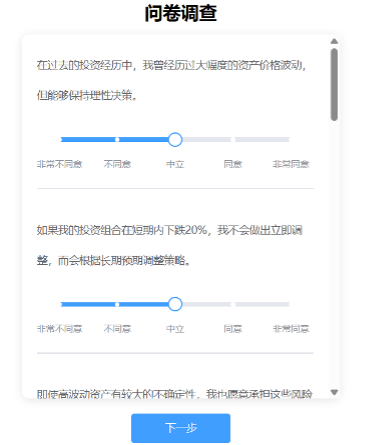 问卷调查
在过去的投资经历中，我曾经历过大幅度的资产价格波动，
但能够保持理性决策。
非常不同意 不同意 中立 同意 非常同意
如果我的投资组合在短期内下跌20%，我不会做出立即调
整，而会根据长期预期调整策略。
非常不同意 不同意 中立 同意 非常同意
即使高波动资产有较大的不确定性，我也愿意承担这些风险
下一步